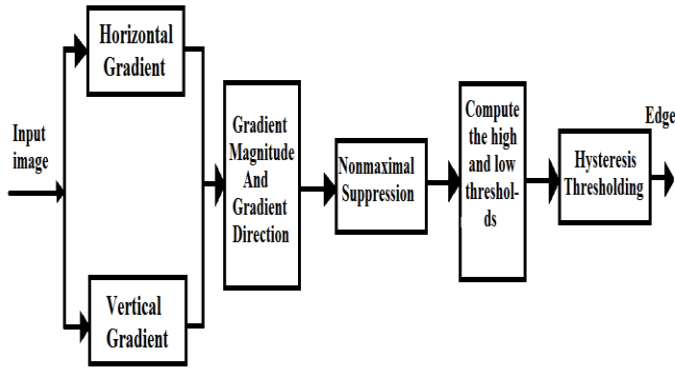 Input
image
Horizontal
Gradient
Vertical
Gradient
Gradient
Magnitude
And
Gradient
Direction
Nonmaximal
Suppression
Compute
the high
and low
threshol-
ds
Hysteresis
Thresholding
Edge